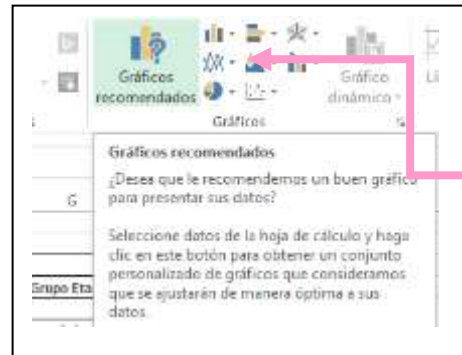 Gráficos
recomendados
Gráfico
dinámico
Gráficos
G
Grupo Eta
Gráficos recomendados
¿Desea que le recomendemos un buen gráfico
para presentar sus datos?
Seleccione datos de la hoja de cálculo y haga
clic en este botón para obtener un conjunto
personalizado de gráficos que consideramos
que se ajustarán de manera óptima a sus
datos.